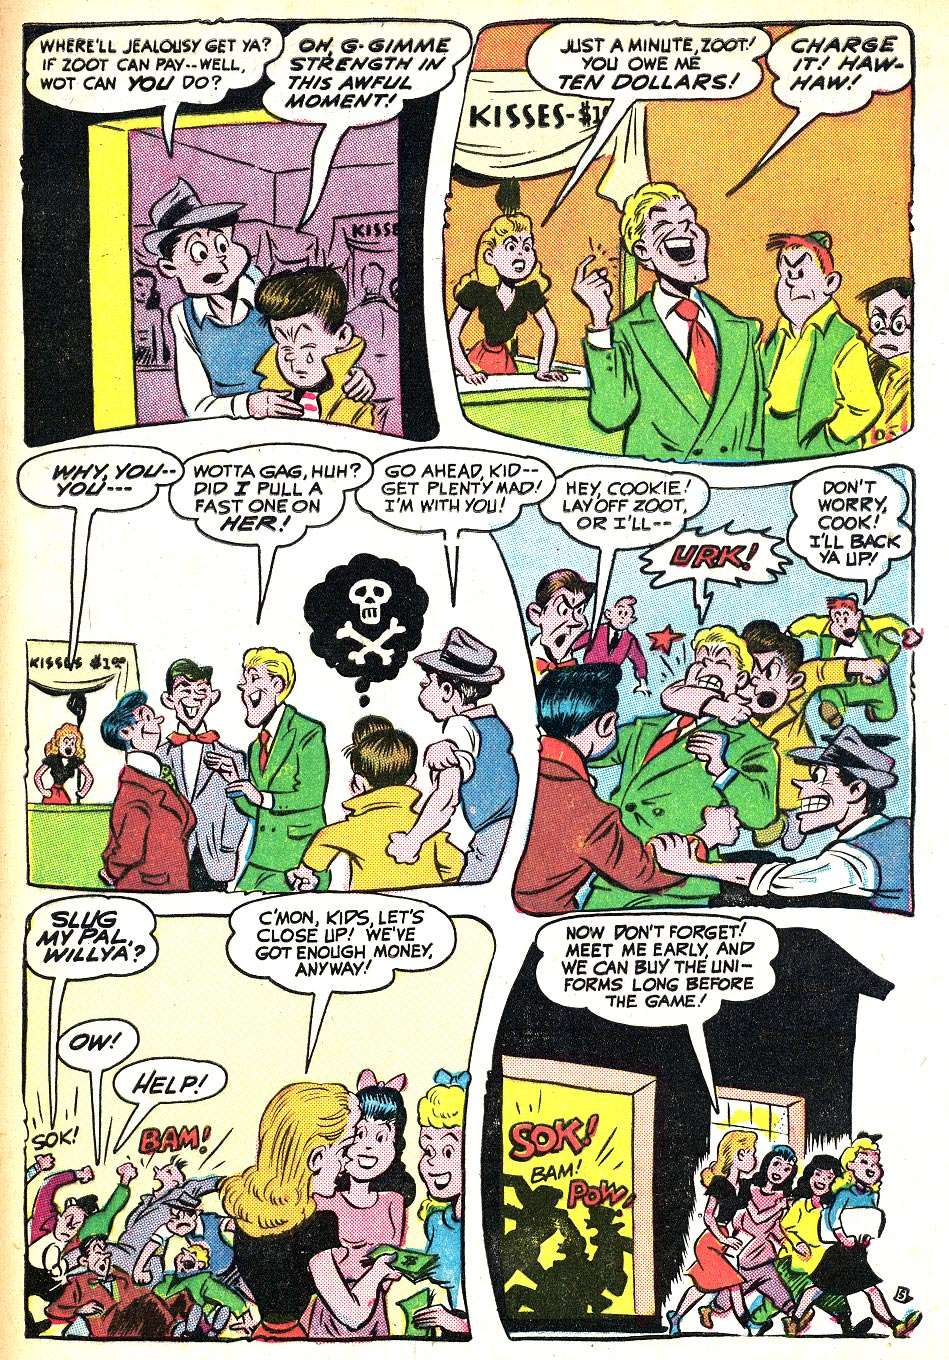 WHERE'LL JEALOUSY GET YA?
IF ZOOT CAN PAY--WELL,
WOT CAN YOU DO?
OH, G-GIMME
STRENGTH IN
THIS AWFUL
MOMENT!
KISSE
JUST A MINUTE, ZOOT!
YOU OWE ME
TEN DOLLARS!
CHARGE
IT! HAW-
HAW!
KISSES-$1
WHY, YOU--
YOU---
WOTTA GAG, HUH?
DID I PULL A
FAST ONE ON
HER!
GO AHEAD, KID--
GET PLENTY MAD!
I'M WITH YOU!
KISSES $1.00
HEY, COOKIE!
LAY OFF ZOOT,
OR I'LL--
URK!
DON'T
WORRY,
COOK!
I'LL BACK
YA UP!
SLUG
MY PAL,
WILLYA?
OW!
HELP!
SOK!
BAM!
C'MON, KIDS, LET'S
CLOSE UP! WE'VE
GOT ENOUGH MONEY,
ANYWAY!
NOW DON'T FORGET!
MEET ME EARLY, AND
WE CAN BUY THE UNI-
FORMS LONG BEFORE
THE GAME!
SOK!
BAM!
POW!